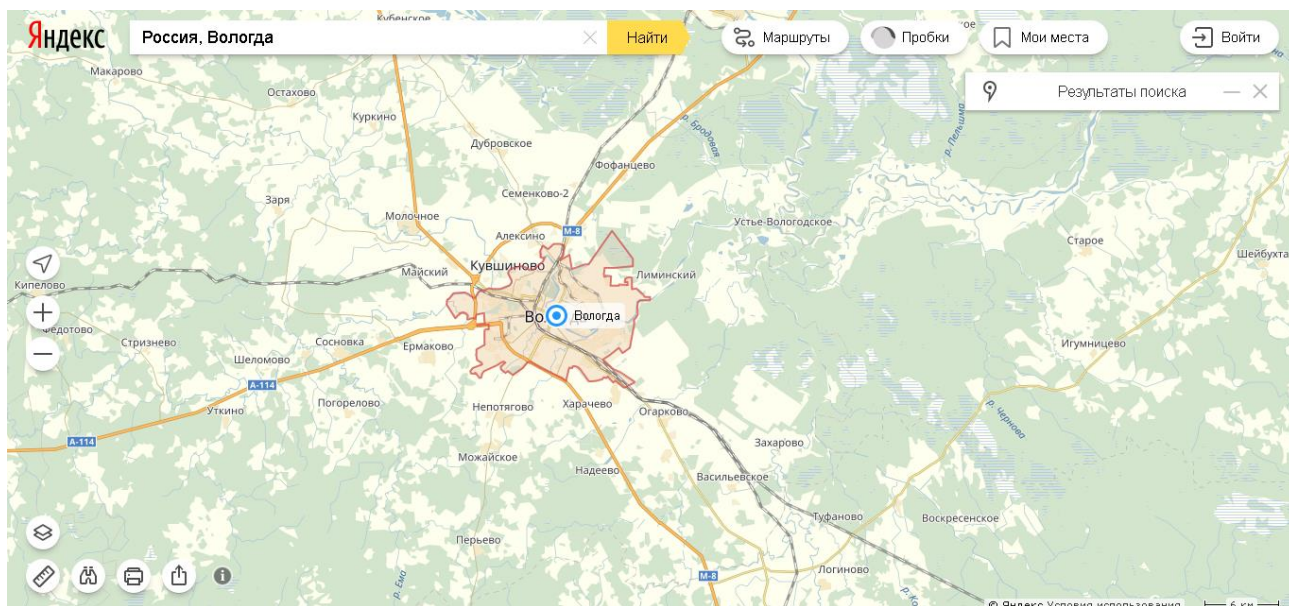 Кубенское
Яндекс
Россия, Вологда
Найти
Маршруты
Пробки
Мои места
Войти
Макарово
Результаты поиска
Остахово
Куркино
р. Бродовая
р. Пельшма
Дубровское
Фофанцево
Семенково-2
Заря
Молочное
Устье-Вологодское
М-8
Алексино
Старое
Шейбухта
Кувшиново
Майский
Лиминский
Кипелово
Вологда
Федотово
Стризнево
Сосновка
Ермаково
Игумницево
Шеломово
А-114
Уткино
Погорелово
Непотягово
Харачево
Огарково
р. Чернова
А-114
Захарово
Можайское
Надеево
Васильевское
Туфаново
Воскресенское
Перьево
Логиново
М-8
р. Ема
© Яндекс Условия использования
6 км